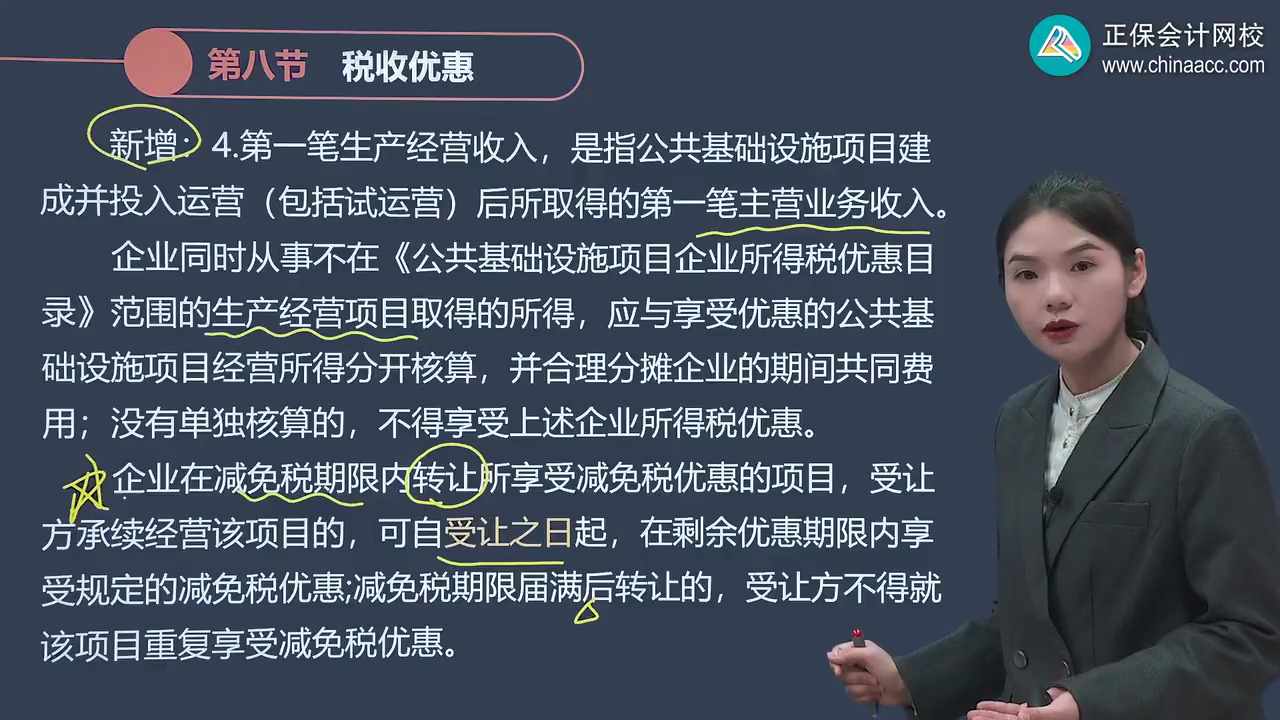 第八节 税收优惠
正保会计网校
www.chinaacc.com
新增：4.第一笔生产经营收入，是指公共基础设施项目建
成并投入运营（包括试运营）后所取得的第一笔主营业务收入。
企业同时从事不在《公共基础设施项目企业所得税优惠目
录》范围的生产经营项目取得的所得，应与享受优惠的公共基
础设施项目经营所得分开核算，并合理分摊企业的期间共同费
用；没有单独核算的，不得享受上述企业所得税优惠。
企业在减免税期限内转让所享受减免税优惠的项目，受让
方承续经营该项目的，可自受让之日起，在剩余优惠期限内享
受规定的减免税优惠;减免税期限届满后转让的，受让方不得就
该项目重复享受减免税优惠。